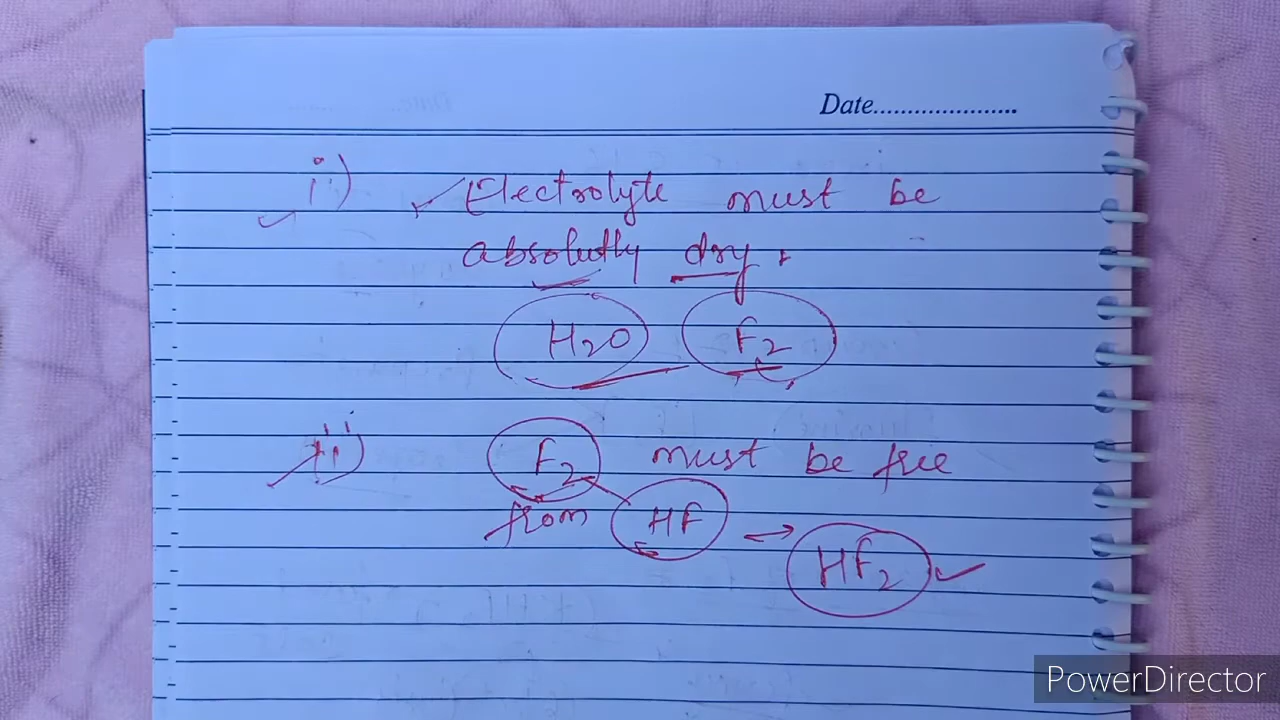 Date....................
i) Electrolyte must be
absolutly dry.
H2O F2
ii) F2 must be free
from HF → HF2
PowerDirector